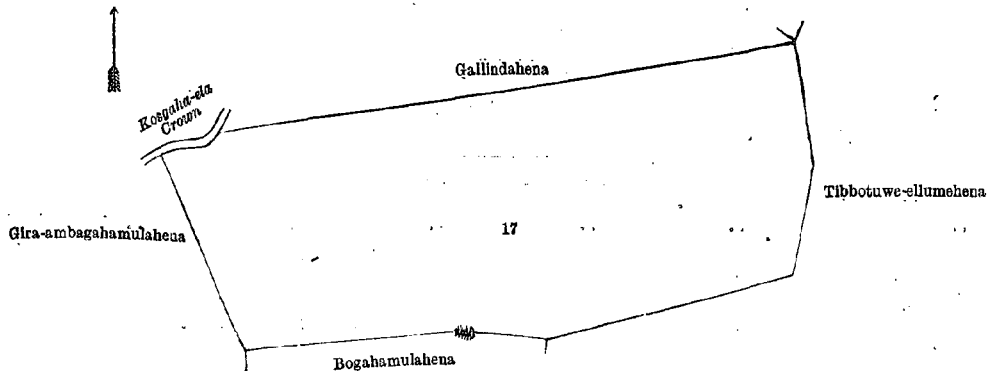 Gallindahena
Kosgaha-ela
Crown
Tibbotuwe-ellumehena
17
Gira-ambagahamulahena
Bogahamulahena